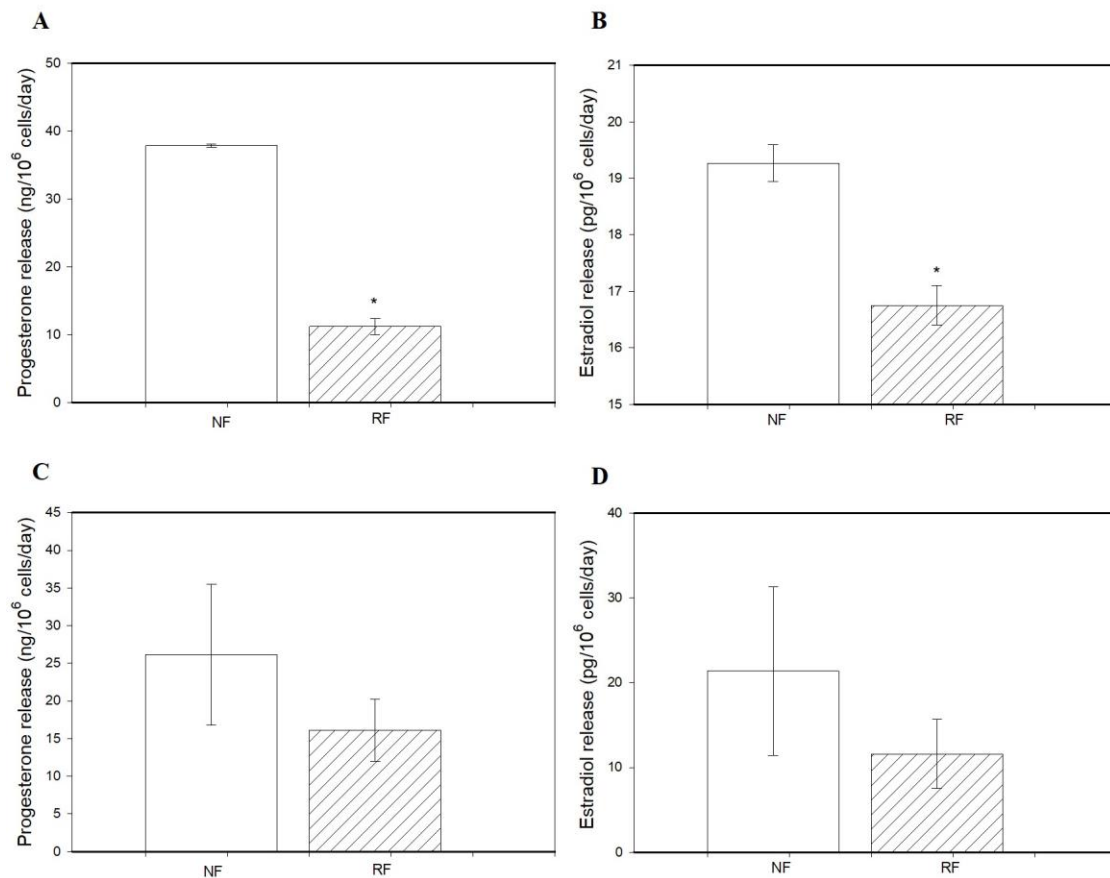 A
Progesterone release (ng/10⁶ cells/day)
50
40
30
20
10
0
*
NF
RF
B
Estradiol release (pg/10⁶ cells/day)
21
20
19
18
17
16
15
*
NF
RF
C
Progesterone release (ng/10⁶ cells/day)
45
40
35
30
25
20
15
10
5
0
NF
RF
D
Estradiol release (pg/10⁶ cells/day)
40
30
20
10
0
NF
RF